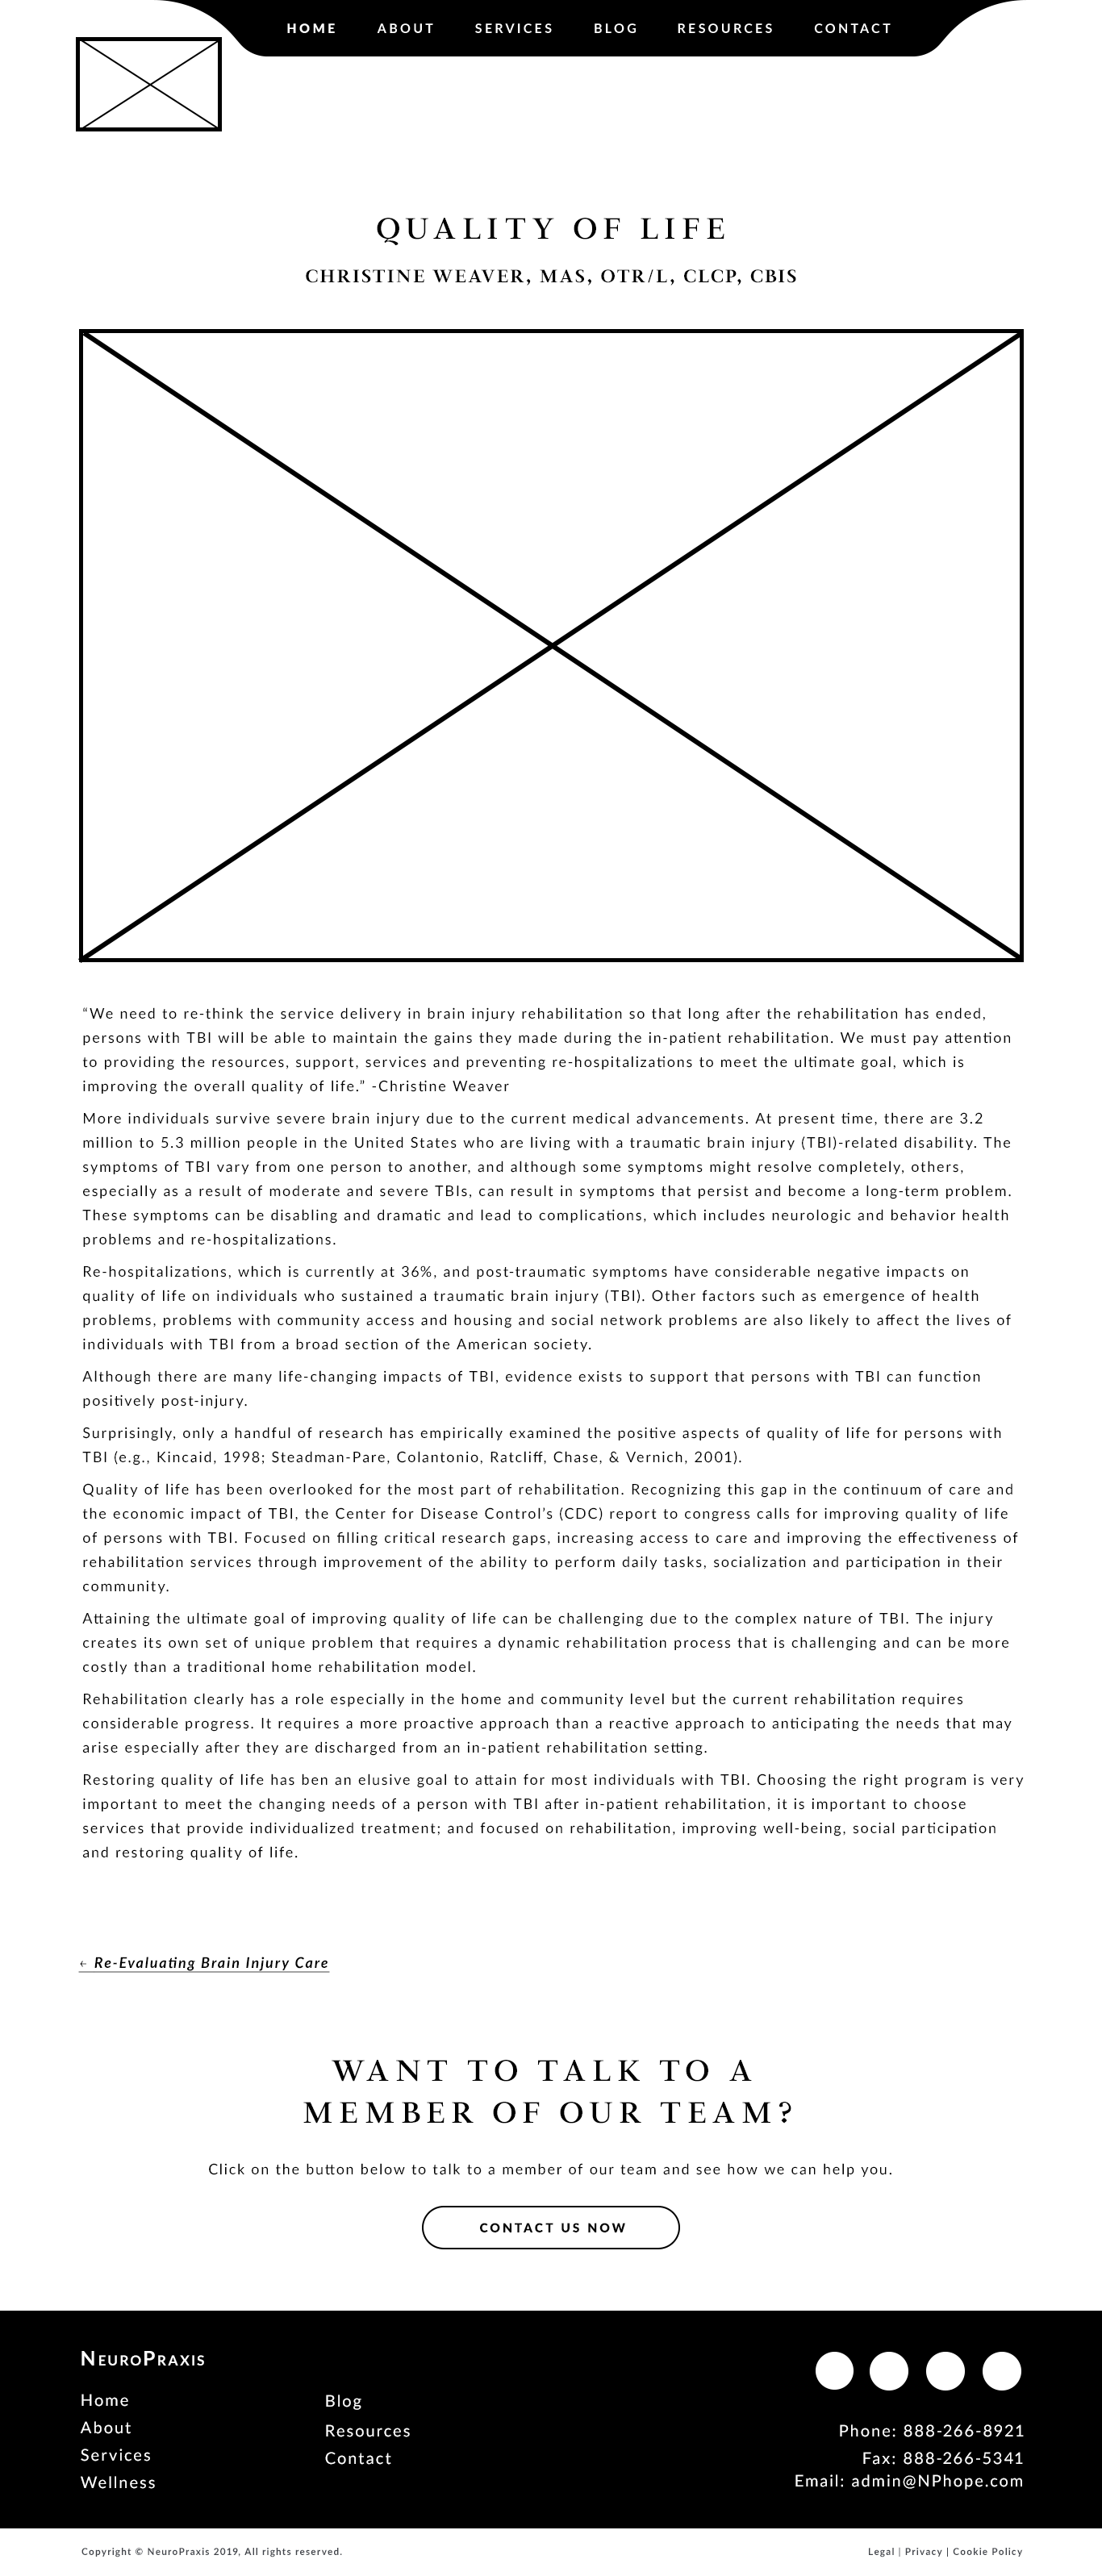 HOME ABOUT SERVICES BLOG RESOURCES CONTACT
QUALITY OF LIFE
CHRISTINE WEAVER, MAS, OTR/L, CLCP, CBIS
“We need to re-think the service delivery in brain injury rehabilitation so that long after the rehabilitation has ended,
persons with TBI will be able to maintain the gains they made during the in-patient rehabilitation. We must pay attention
to providing the resources, support, services and preventing re-hospitalizations to meet the ultimate goal, which is
improving the overall quality of life.” -Christine Weaver
More individuals survive severe brain injury due to the current medical advancements. At present time, there are 3.2
million to 5.3 million people in the United States who are living with a traumatic brain injury (TBI)-related disability. The
symptoms of TBI vary from one person to another, and although some symptoms might resolve completely, others,
especially as a result of moderate and severe TBIs, can result in symptoms that persist and become a long-term problem.
These symptoms can be disabling and dramatic and lead to complications, which includes neurologic and behavior health
problems and re-hospitalizations.
Re-hospitalizations, which is currently at 36%, and post-traumatic symptoms have considerable negative impacts on
quality of life on individuals who sustained a traumatic brain injury (TBI). Other factors such as emergence of health
problems, problems with community access and housing and social network problems are also likely to affect the lives of
individuals with TBI from a broad section of the American society.
Although there are many life-changing impacts of TBI, evidence exists to support that persons with TBI can function
positively post-injury.
Surprisingly, only a handful of research has empirically examined the positive aspects of quality of life for persons with
TBI (e.g., Kincaid, 1998; Steadman-Pare, Colantonio, Ratcliff, Chase, & Vernich, 2001).
Quality of life has been overlooked for the most part of rehabilitation. Recognizing this gap in the continuum of care and
the economic impact of TBI, the Center for Disease Control’s (CDC) report to congress calls for improving quality of life
of persons with TBI. Focused on filling critical research gaps, increasing access to care and improving the effectiveness of
rehabilitation services through improvement of the ability to perform daily tasks, socialization and participation in their
community.
Attaining the ultimate goal of improving quality of life can be challenging due to the complex nature of TBI. The injury
creates its own set of unique problem that requires a dynamic rehabilitation process that is challenging and can be more
costly than a traditional home rehabilitation model.
Rehabilitation clearly has a role especially in the home and community level but the current rehabilitation requires
considerable progress. It requires a more proactive approach than a reactive approach to anticipating the needs that may
arise especially after they are discharged from an in-patient rehabilitation setting.
Restoring quality of life has ben an elusive goal to attain for most individuals with TBI. Choosing the right program is very
important to meet the changing needs of a person with TBI after in-patient rehabilitation, it is important to choose
services that provide individualized treatment; and focused on rehabilitation, improving well-being, social participation
and restoring quality of life.
← Re-Evaluating Brain Injury Care
WANT TO TALK TO A
MEMBER OF OUR TEAM?
Click on the button below to talk to a member of our team and see how we can help you.
CONTACT US NOW
NEUROPRAXIS
Home
About
Services
Wellness
Blog
Resources
Contact
Phone: 888-266-8921
Fax: 888-266-5341
Email: admin@NPhope.com
Copyright © NeuroPraxis 2019, All rights reserved.
Legal | Privacy | Cookie Policy